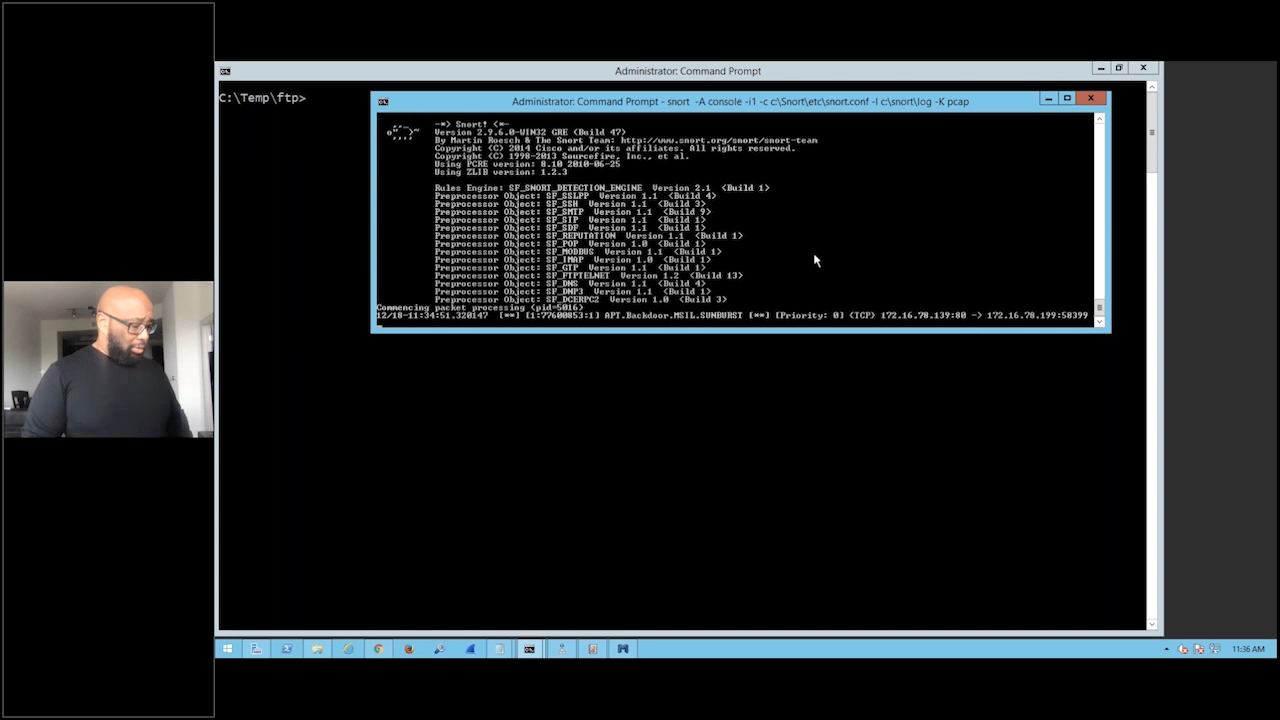 Administrator: Command Prompt
C:\Temp\ftp>
Administrator: Command Prompt - snort -A console -i1 -c c:\Snort\etc\snort.conf -l c:\snort\log -K pcap
,,_ -*> Snort! <*-
o" )~ Version 2.9.6.0-WIN32 GRE (Build 47)
'''' By Martin Roesch & The Snort Team: http://www.snort.org/snort/snort-team
Copyright (C) 2014 Cisco and/or its affiliates. All rights reserved.
Copyright (C) 1998-2013 Sourcefire, Inc., et al.
Using PCRE version: 8.10 2010-06-25
Using ZLIB version: 1.2.3
Rules Engine: SF_SNORT_DETECTION_ENGINE Version 2.1 <Build 1>
Preprocessor Object: SF_SSLPP Version 1.1 <Build 4>
Preprocessor Object: SF_SSH Version 1.1 <Build 3>
Preprocessor Object: SF_SMTP Version 1.1 <Build 9>
Preprocessor Object: SF_SIP Version 1.1 <Build 1>
Preprocessor Object: SF_SDF Version 1.1 <Build 1>
Preprocessor Object: SF_REPUTATION Version 1.1 <Build 1>
Preprocessor Object: SF_POP Version 1.0 <Build 1>
Preprocessor Object: SF_MODBUS Version 1.1 <Build 1>
Preprocessor Object: SF_IMAP Version 1.0 <Build 1>
Preprocessor Object: SF_GTP Version 1.1 <Build 1>
Preprocessor Object: SF_FTPTELNET Version 1.2 <Build 13>
Preprocessor Object: SF_DNS Version 1.1 <Build 4>
Preprocessor Object: SF_DNP3 Version 1.1 <Build 1>
Preprocessor Object: SF_DCERPC2 Version 1.0 <Build 3>
Commencing packet processing (pid=5016)
12/18-11:34:51.320147 [**] [1:77600853:1] APT.Backdoor.MSIL.SUNBURST [**] [Priority: 0] {TCP} 172.16.78.139:80 -> 172.16.78.199:58399
11:36 AM